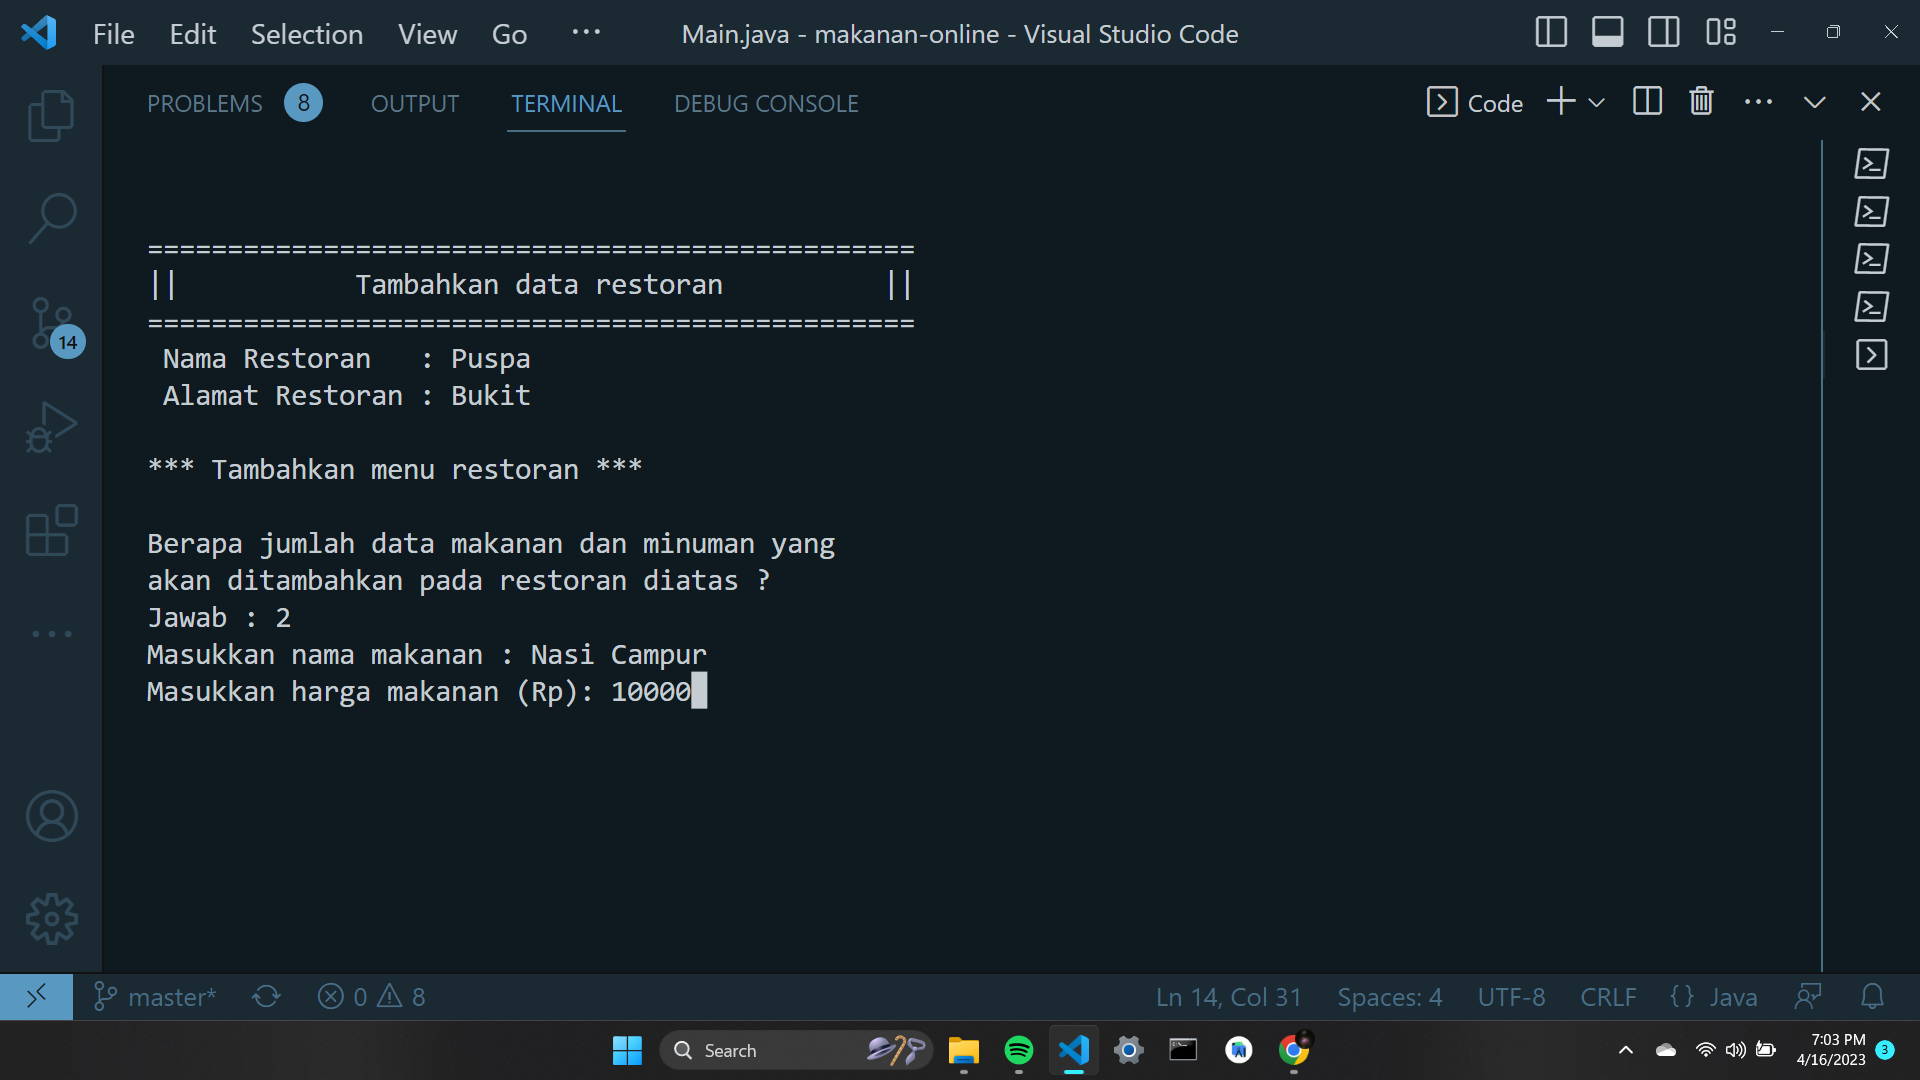 File Edit Selection View Go ··· Main.java - makanan-online - Visual Studio Code
PROBLEMS 8 OUTPUT TERMINAL DEBUG CONSOLE Code
================================================
|| Tambahkan data restoran ||
================================================
Nama Restoran : Puspa
Alamat Restoran : Bukit
*** Tambahkan menu restoran ***
Berapa jumlah data makanan dan minuman yang
akan ditambahkan pada restoran diatas ?
Jawab : 2
Masukkan nama makanan : Nasi Campur
Masukkan harga makanan (Rp): 10000
14
master* 0 8 Ln 14, Col 31 Spaces: 4 UTF-8 CRLF {} Java
Search
7:03 PM
4/16/2023 3